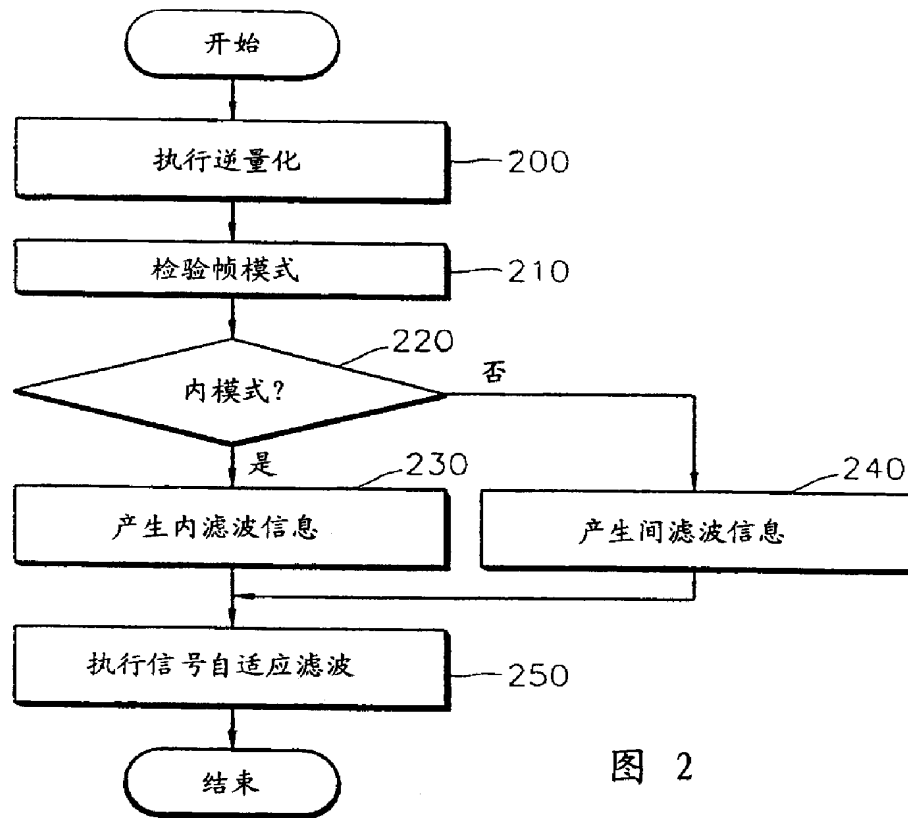 开始
执行逆量化
200
检验帧模式
210
220
内模式?
否
是
230
240
产生内滤波信息
产生间滤波信息
执行信号自适应滤波
250
结束
图 2